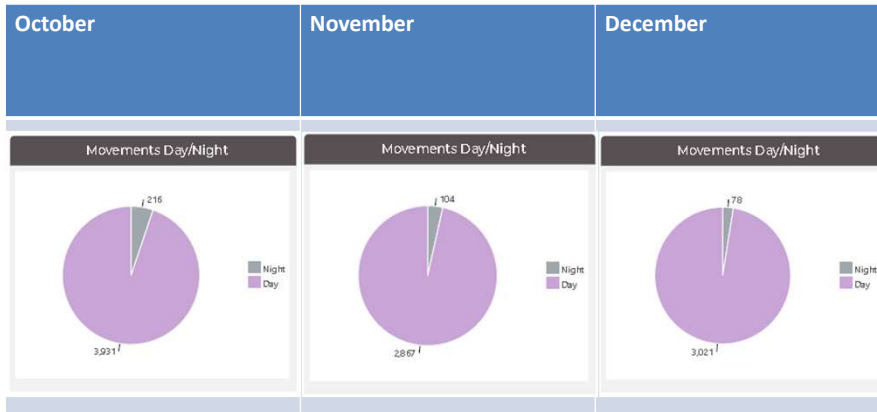 October
November
December
Movements Day/Night
Movements Day/Night
Movements Day/Night
216
Night
Day
3,931
104
Night
Day
2,867
78
Night
Day
3,021